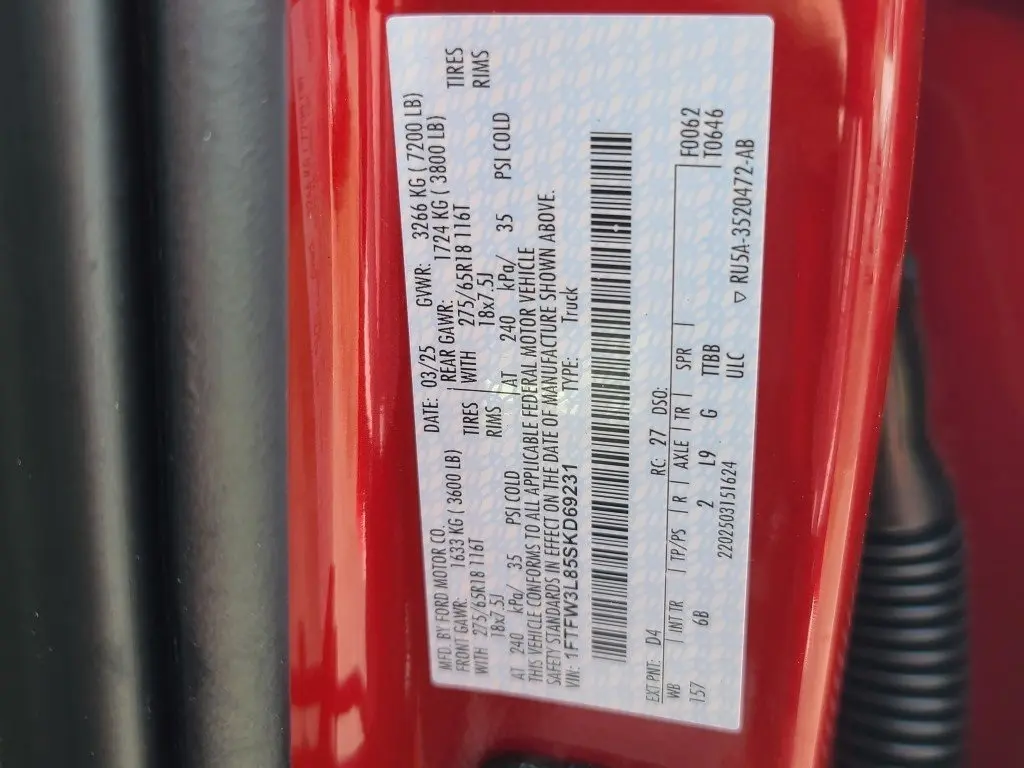 MFD. BY FORD MOTOR CO. DATE: 03/25 GVWR: 3266 KG ( 7200 LB)
FRONT GAWR: 1633 KG ( 3600 LB) REAR GAWR: 1724 KG ( 3800 LB)
WITH 275/65R18 116T TIRES WITH 275/65R18 116T TIRES
18x7.5J RIMS 18x7.5J RIMS
AT 240 kPa/ 35 PSI COLD AT 240 kPa/ 35 PSI COLD
THIS VEHICLE CONFORMS TO ALL APPLICABLE FEDERAL MOTOR VEHICLE
SAFETY STANDARDS IN EFFECT ON THE DATE OF MANUFACTURE SHOWN ABOVE.
VIN: 1FTFW3L85SKD69231 TYPE: Truck
EXT PNT: D4 RC: 27 DSO: F0062
WB INTR TP/PS R AXLE TR SPR T0646
157 6B 2 L9 G TTBB
2202503151624 ULC ▽ RU5A-3520472-AB